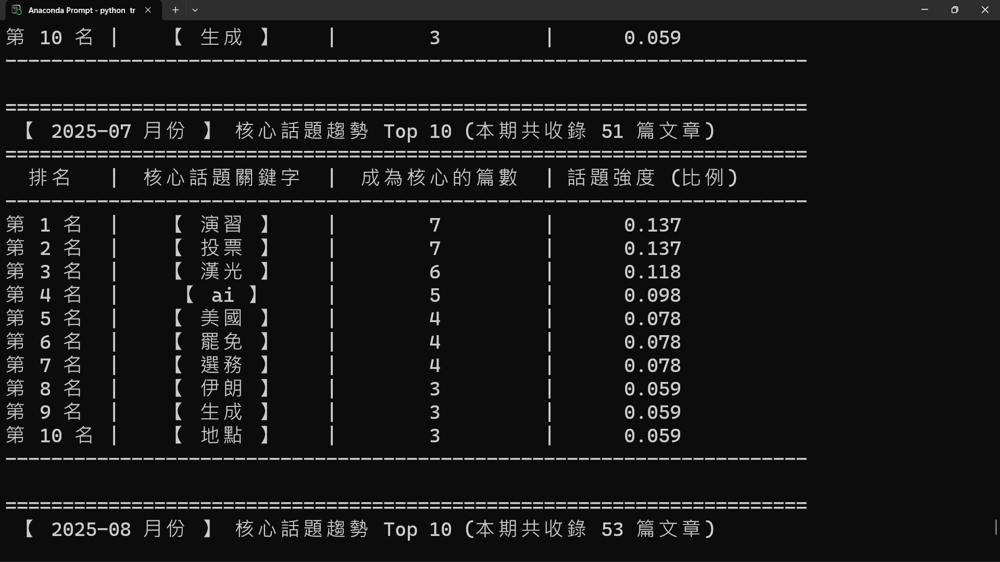 Anaconda Prompt - python  tr
第 10 名 |     【 生成 】     |        3         |      0.059
----------------------------------------------------------------------
======================================================================
【 2025-07 月份 】 核心話題趨勢 Top 10 (本期共收錄 51 篇文章)
======================================================================
排名   |  核心話題關鍵字  |  成為核心的篇數  | 話題強度 (比例)
----------------------------------------------------------------------
第 1 名  |     【 演習 】     |        7         |      0.137
第 2 名  |     【 投票 】     |        7         |      0.137
第 3 名  |     【 漢光 】     |        6         |      0.118
第 4 名  |      【 ai 】      |        5         |      0.098
第 5 名  |     【 美國 】     |        4         |      0.078
第 6 名  |     【 罷免 】     |        4         |      0.078
第 7 名  |     【 選務 】     |        4         |      0.078
第 8 名  |     【 伊朗 】     |        3         |      0.059
第 9 名  |     【 生成 】     |        3         |      0.059
第 10 名 |     【 地點 】     |        3         |      0.059
----------------------------------------------------------------------
======================================================================
【 2025-08 月份 】 核心話題趨勢 Top 10 (本期共收錄 53 篇文章)